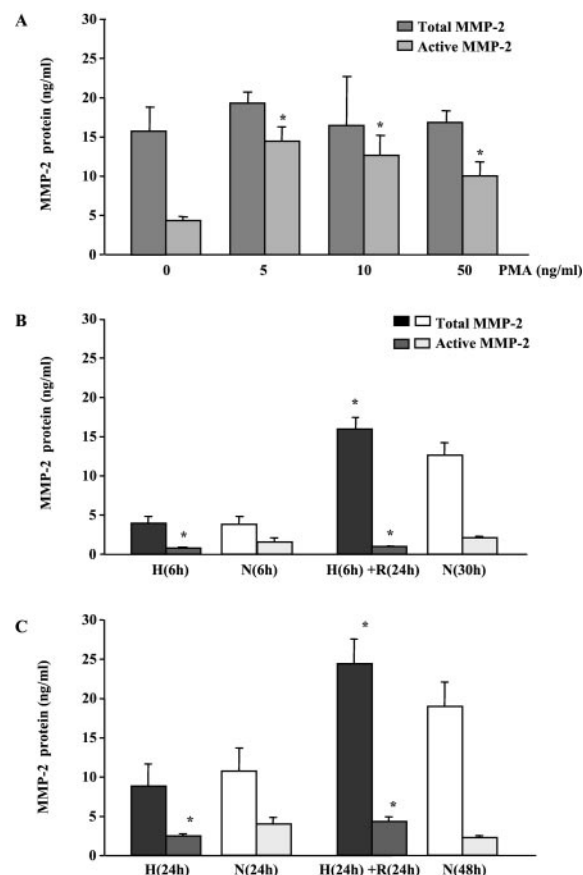 A
Total MMP-2
Active MMP-2
MMP-2 protein (ng/ml)
30
25
20
15
10
5
0
* * *
0 5 10 50 PMA (ng/ml)
B
Total MMP-2
Active MMP-2
MMP-2 protein (ng/ml)
30
25
20
15
10
5
0
* * *
H(6h) N(6h) H(6h) +R(24h) N(30h)
C
MMP-2 protein (ng/ml)
30
25
20
15
10
5
0
* * *
H(24h) N(24h) H(24h) +R(24h) N(48h)